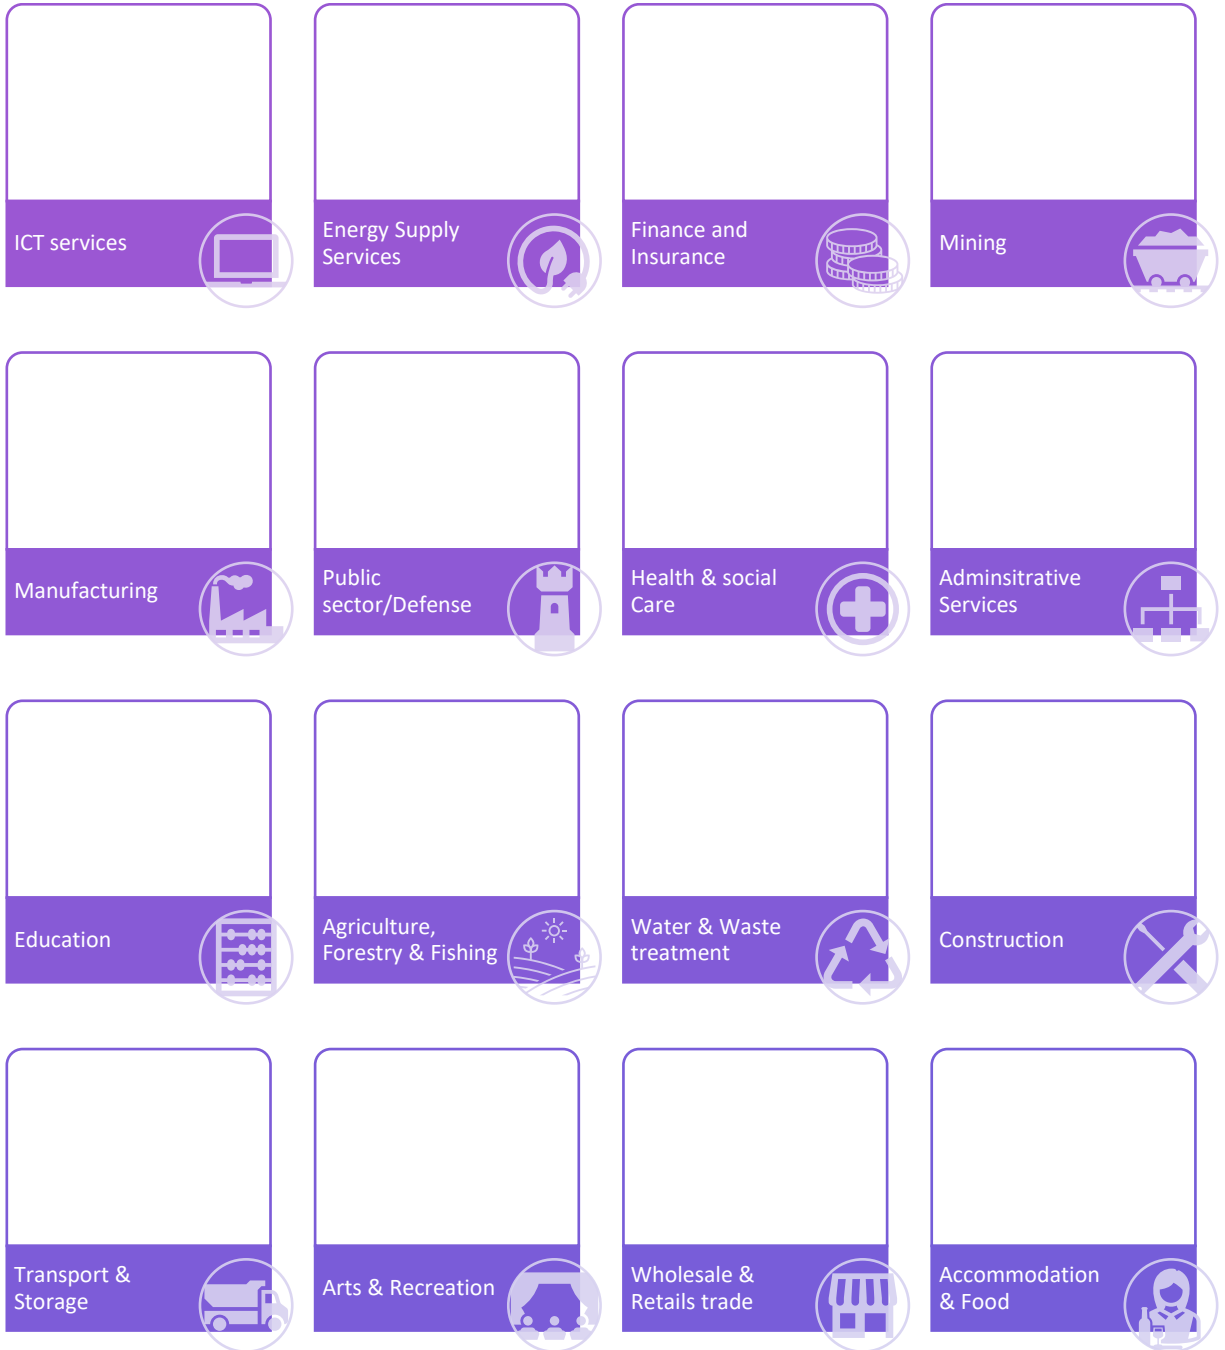 ICT services
Energy Supply
Services
Finance and
Insurance
Mining
Manufacturing
Public
sector/Defense
Health & social
Care
Adminsitrative
Services
Education
Agriculture,
Forestry & Fishing
Water & Waste
treatment
Construction
Transport &
Storage
Arts & Recreation
Wholesale &
Retails trade
Accommodation
& Food